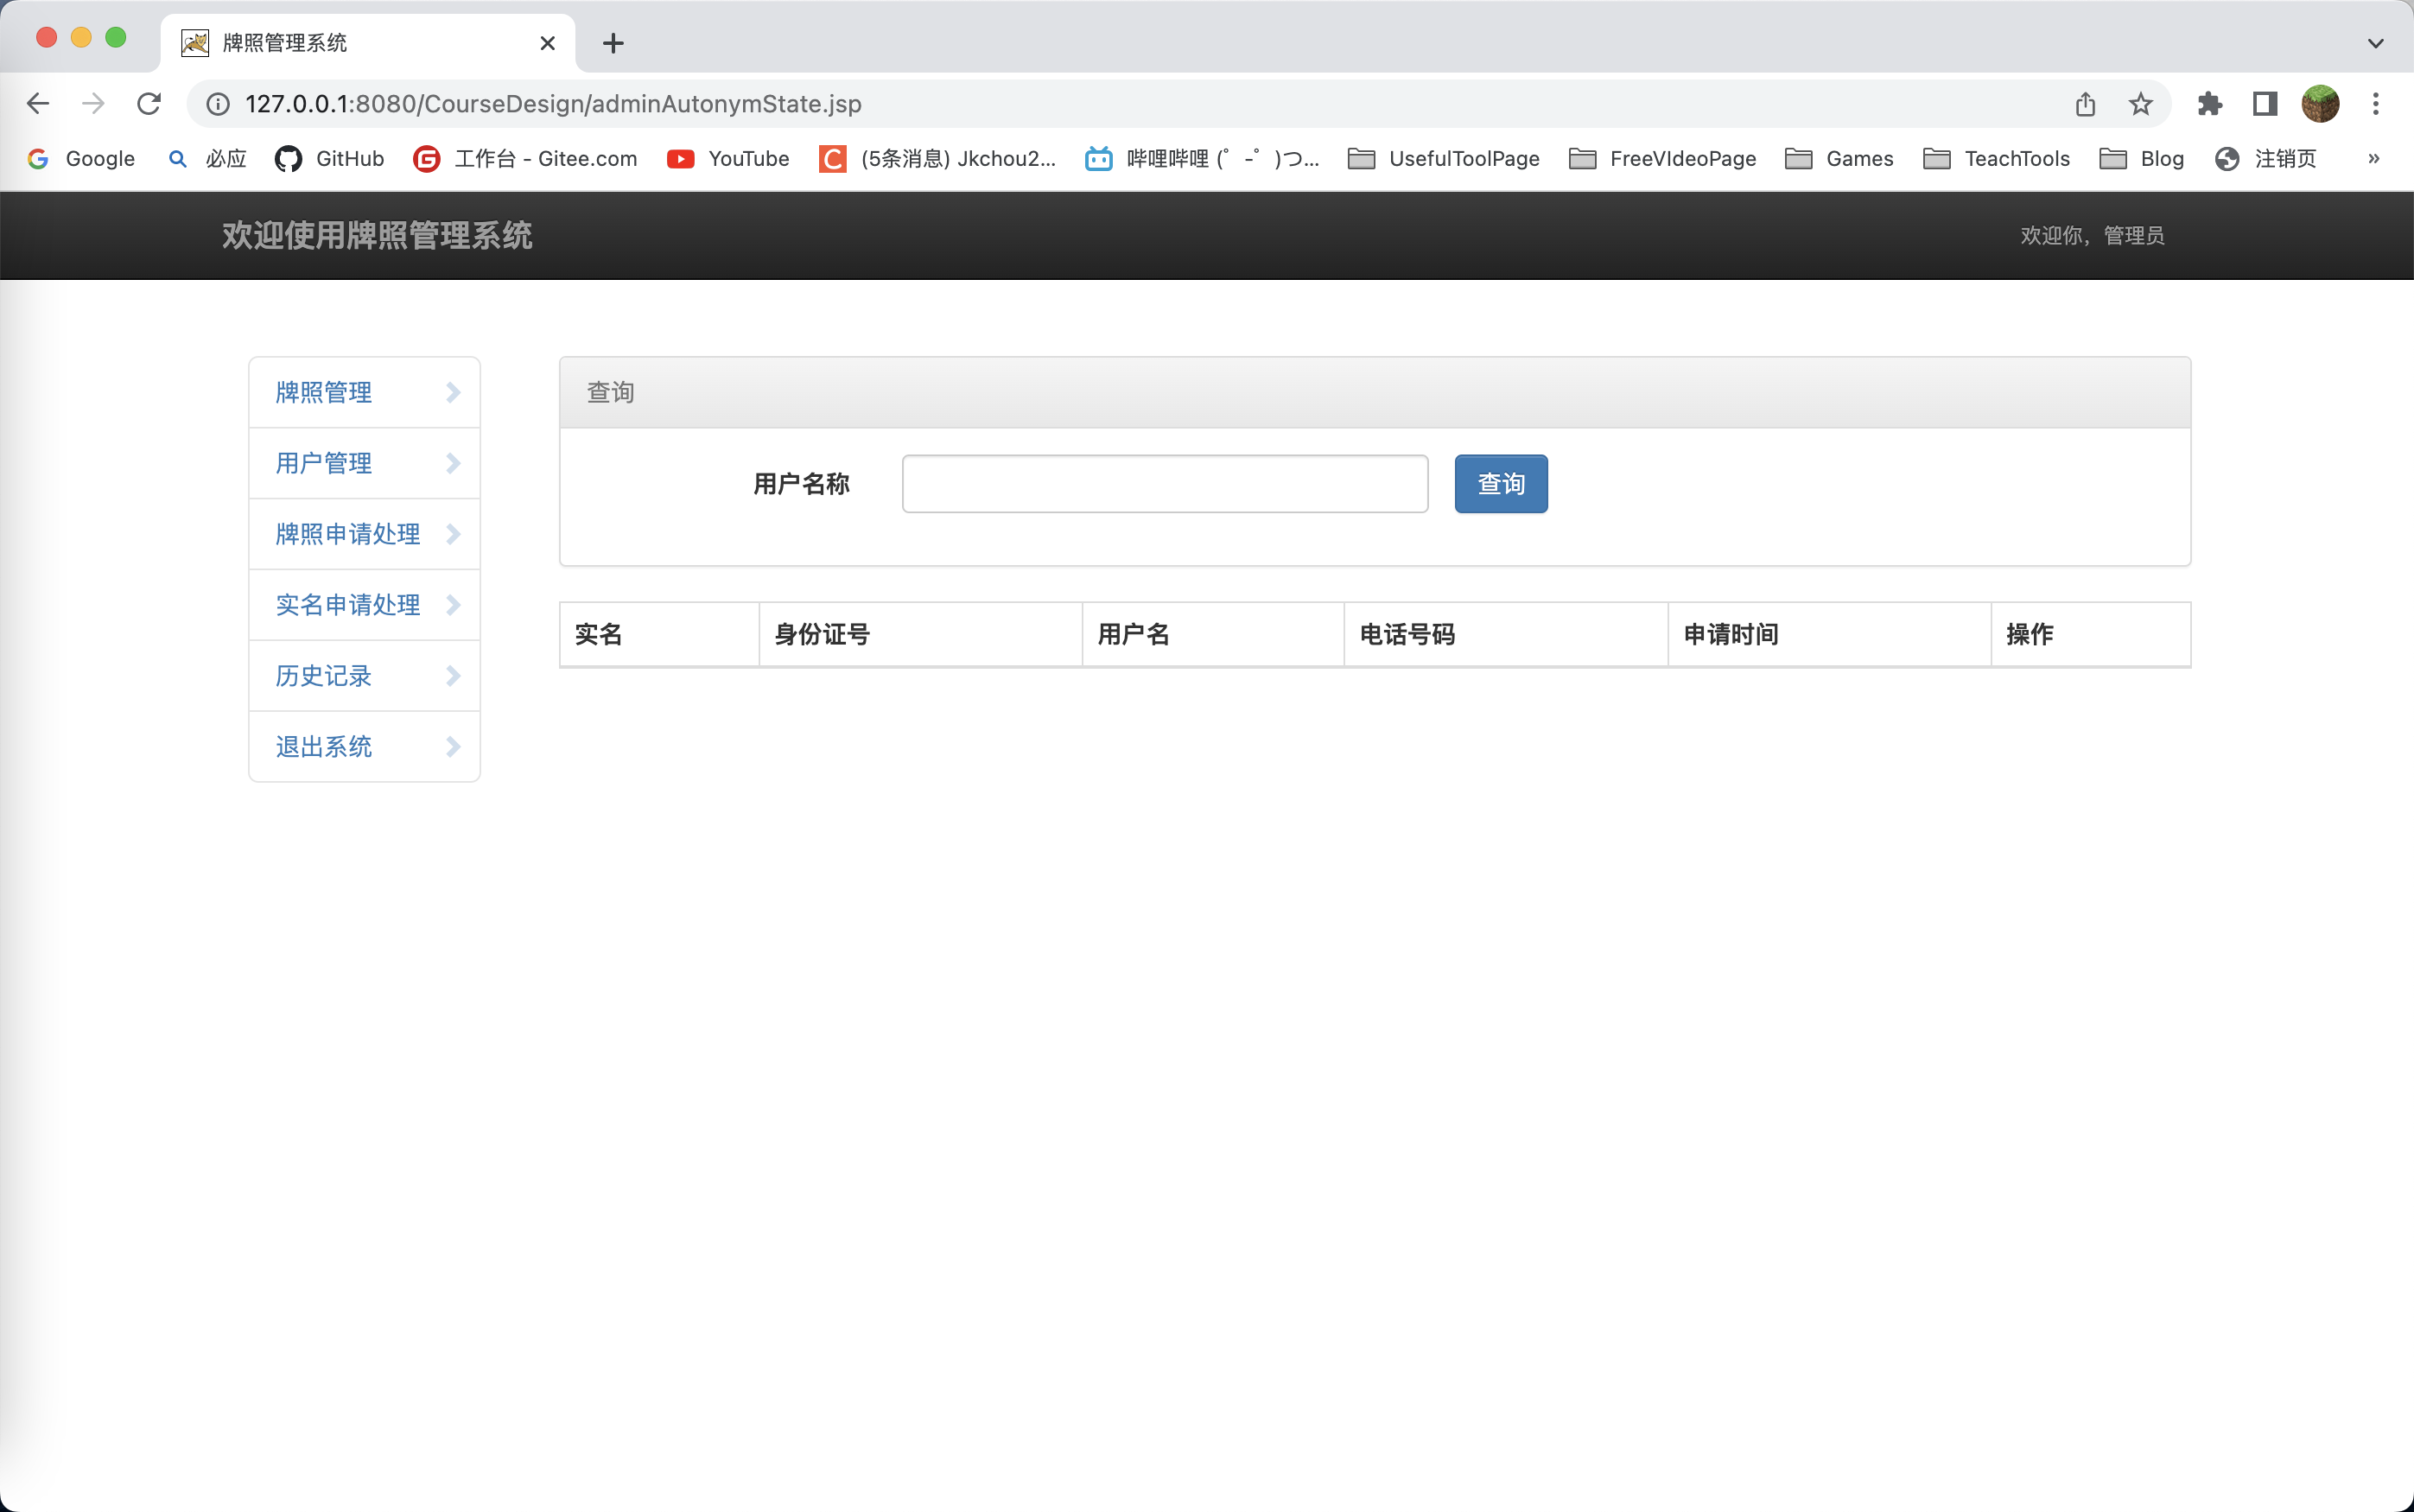 牌照管理系统
127.0.0.1:8080/CourseDesign/adminAutonymState.jsp
Google 必应 GitHub 工作台 - Gitee.com YouTube (5条消息) Jkchou2... 哔哩哔哩 (゜-゜)つ... UsefulToolPage FreeVIdeoPage Games TeachTools Blog 注销页 »
欢迎使用牌照管理系统 欢迎你，管理员
牌照管理
用户管理
牌照申请处理
实名申请处理
历史记录
退出系统
查询
用户名称 查询
实名 身份证号 用户名 电话号码 申请时间 操作